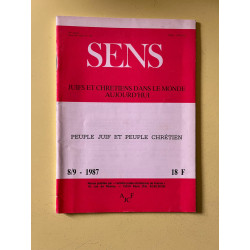 SENS
JUIFS ET CHRÉTIENS DANS LE MONDE
AUJOURD'HUI
PEUPLE JUIF ET PEUPLE CHRÉTIEN
8/9 - 1987 18 F